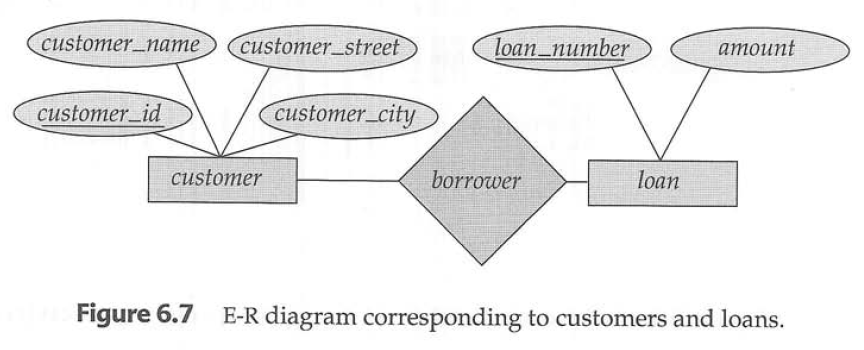 customer_name customer_street loan_number amount
customer_id customer_city
customer borrower loan
Figure 6.7 E-R diagram corresponding to customers and loans.